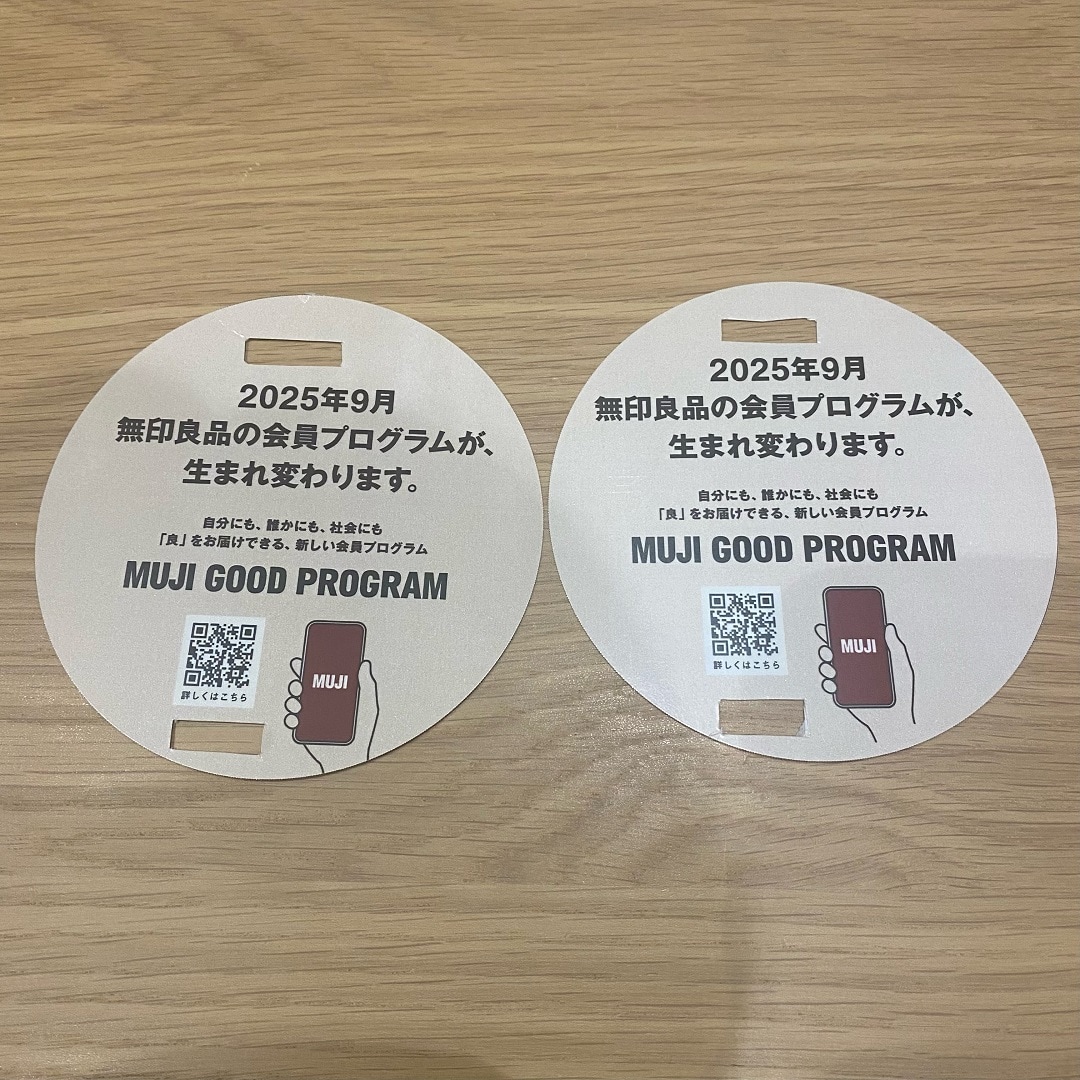 2025年9月
無印良品の会員プログラムが、
生まれ変わります。
自分にも、誰かにも、社会にも
「良」をお届けできる、新しい会員プログラム
MUJI GOOD PROGRAM
MUJI
詳しくはこちら
2025年9月
無印良品の会員プログラムが、
生まれ変わります。
自分にも、誰かにも、社会にも
「良」をお届けできる、新しい会員プログラム
MUJI GOOD PROGRAM
MUJI
詳しくはこちら